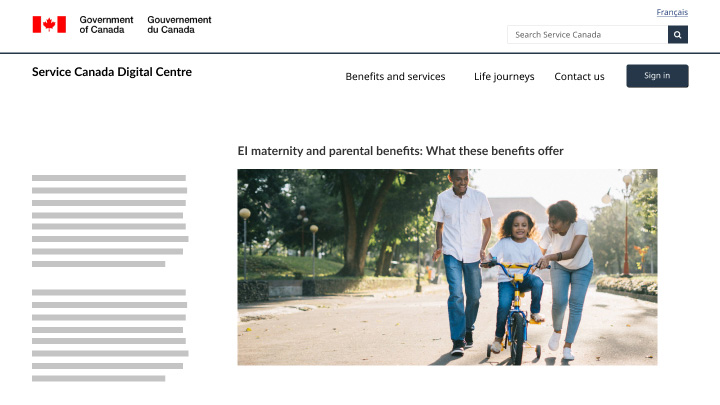 Français
Government
of Canada
Gouvernement
du Canada
Search Service Canada
Service Canada Digital Centre
Benefits and services
Life journeys
Contact us
Sign in
EI maternity and parental benefits: What these benefits offer